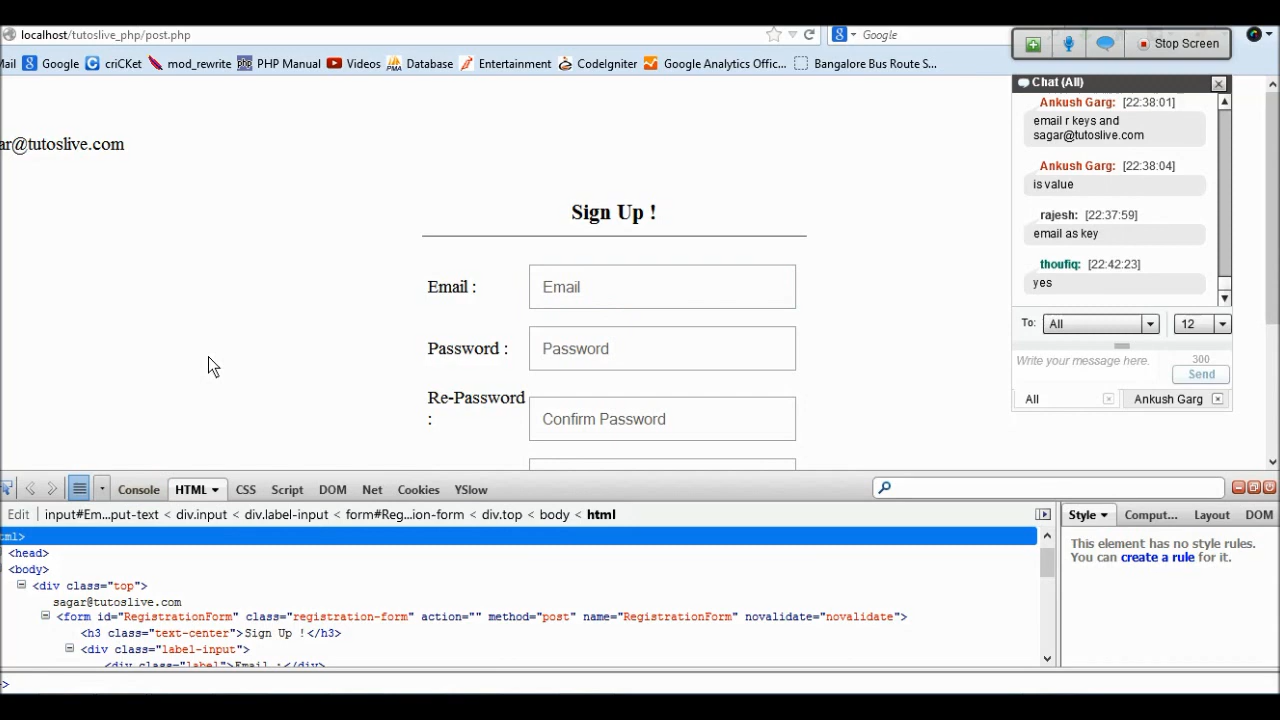 localhost/tutoslive_php/post.php
Google
Stop Screen
Mail Google criCKet mod_rewrite PHP Manual Videos Database Entertainment CodeIgniter Google Analytics Offic... Bangalore Bus Route S...
ar@tutoslive.com
Sign Up !
Email : Email
Password : Password
Re-Password
: Confirm Password
Chat (All)
Ankush Garg: [22:38:01]
email r keys and
sagar@tutoslive.com
Ankush Garg: [22:38:04]
is value
rajesh: [22:37:59]
email as key
thoufiq: [22:42:23]
yes
To: All 12
Write your message here. 300
Send
All Ankush Garg
Console HTML CSS Script DOM Net Cookies YSlow
Edit input#Em...put-text < div.input < div.label-input < form#Reg...ion-form < div.top < body < html
tml>
<head>
<body>
<div class="top">
sagar@tutoslive.com
<form id="RegistrationForm" class="registration-form" action="" method="post" name="RegistrationForm" novalidate="novalidate">
<h3 class="text-center">Sign Up !</h3>
<div class="label-input">
<div class="label">Email :</div>
>
Style Comput... Layout DOM
This element has no style rules.
You can create a rule for it.